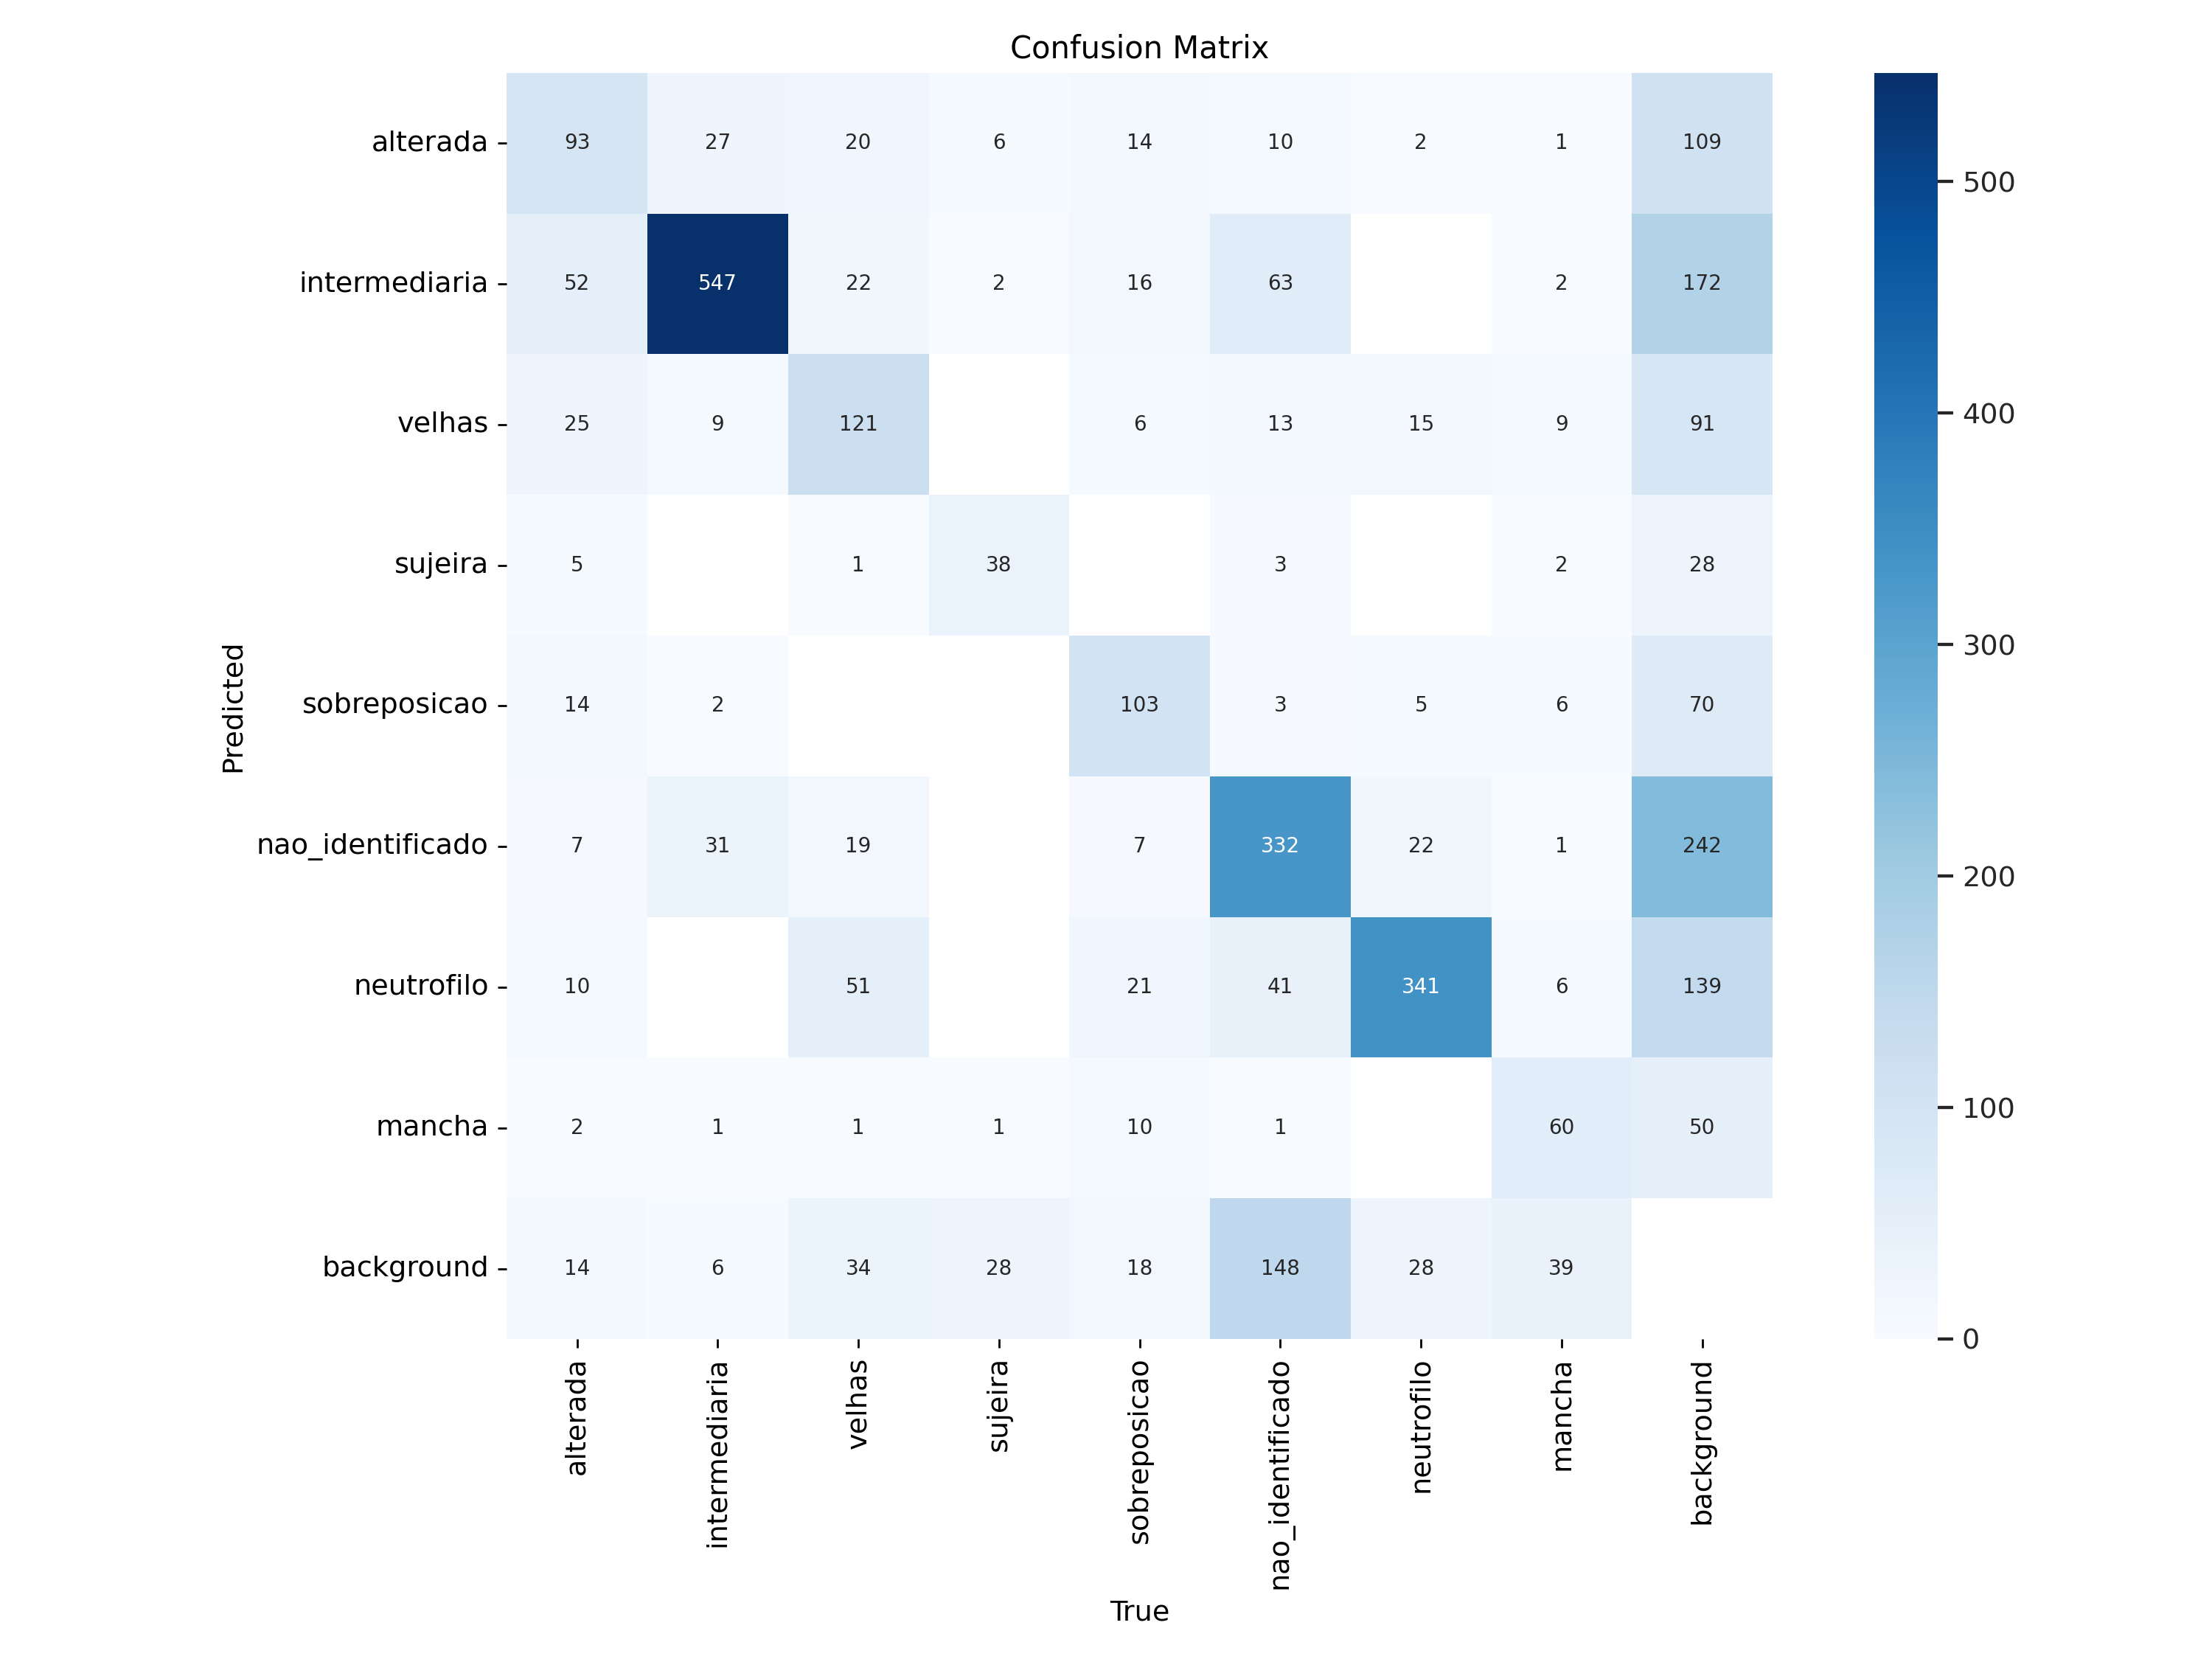 Confusion Matrix
alterada 93 27 20 6 14 10 2 1 109
intermediaria 52 547 22 2 16 63 2 172
velhas 25 9 121 6 13 15 9 91
sujeira 5 1 38 3 2 28
sobreposicao 14 2 103 3 5 6 70
nao_identificado 7 31 19 7 332 22 1 242
neutrofilo 10 51 21 41 341 6 139
mancha 2 1 1 1 10 1 60 50
background 14 6 34 28 18 148 28 39
Predicted
alterada
intermediaria
velhas
sujeira
sobreposicao
nao_identificado
neutrofilo
mancha
background
True
500
400
300
200
100
0